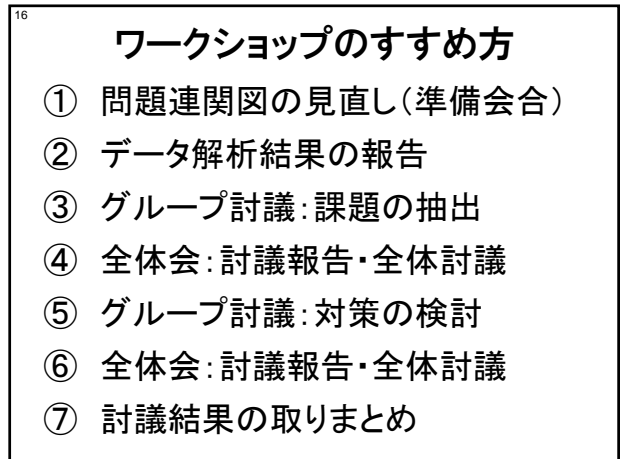 16
ワークショップのすすめ方
① 問題連関図の見直し（準備会合）
② データ解析結果の報告
③ グループ討議：課題の抽出
④ 全体会：討議報告・全体討議
⑤ グループ討議：対策の検討
⑥ 全体会：討議報告・全体討議
⑦ 討議結果の取りまとめ